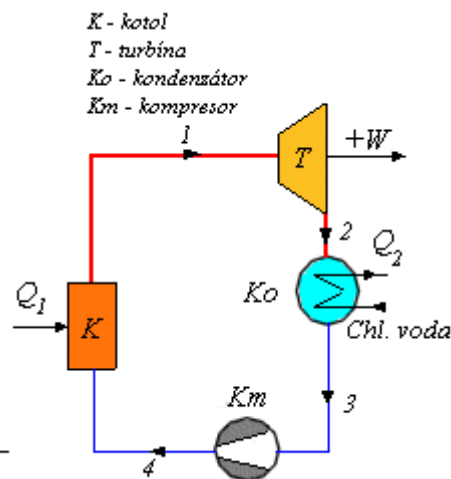 K - kotol
T - turbína
Ko - kondenzátor
Km - kompresor
1
T
+W
2
Q2
Ko
Q1
K
Chl. voda
3
Km
4